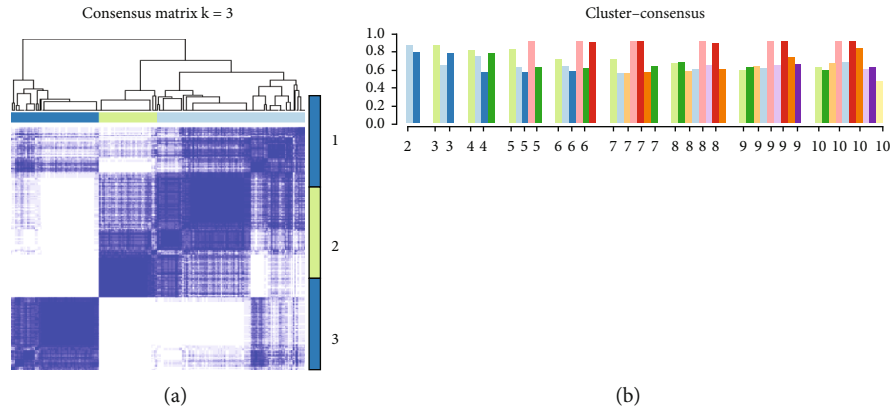 Consensus matrix k = 3
1
2
3
(a)
Cluster–consensus
1.0
0.8
0.6
0.4
0.2
0.0
2 3 3 4 4 5 5 5 6 6 6 7 7 7 7 8 8 8 8 9 9 9 9 9 10 10 10 10
(b)